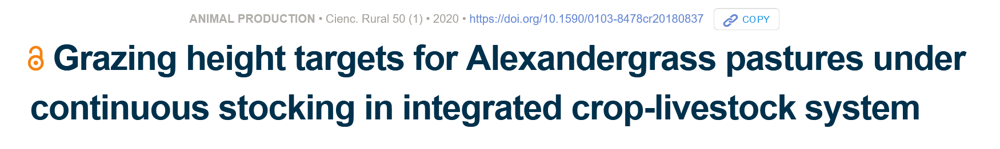 ANIMAL PRODUCTION • Cienc. Rural 50 (1) • 2020 • https://doi.org/10.1590/0103-8478cr20180837 COPY
Grazing height targets for Alexandergrass pastures under
continuous stocking in integrated crop-livestock system